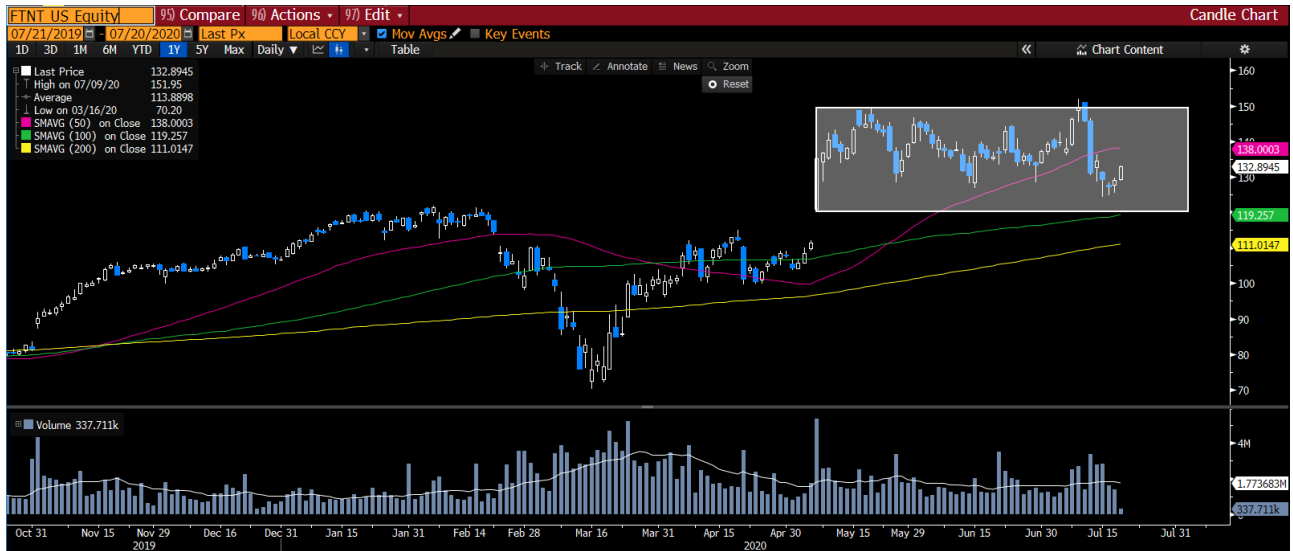 FTNT US Equity 95) Compare 96) Actions 97) Edit Candle Chart
07/21/2019 - 07/20/2020 Last Px Local CCY Mov Avgs Key Events
1D 3D 1M 6M YTD 1Y 5Y Max Daily ▼ Table « Chart Content
Track Annotate News Zoom
Reset
Last Price 132.8945
High on 07/09/20 151.95
Average 113.8898
Low on 03/16/20 70.20
SMAVG (50) on Close 138.0003
SMAVG (100) on Close 119.257
SMAVG (200) on Close 111.0147
160
150
140
138.0003
132.8945
130
119.257
111.0147
100
90
80
70
Volume 337.711k
4M
1.773683M
337.711k
0
Oct 31 Nov 15 Nov 29 Dec 16 Dec 31 Jan 15 Jan 31 Feb 14 Feb 28 Mar 16 Mar 31 Apr 15 Apr 30 May 15 May 29 Jun 15 Jun 30 Jul 15 Jul 31
2019 2020